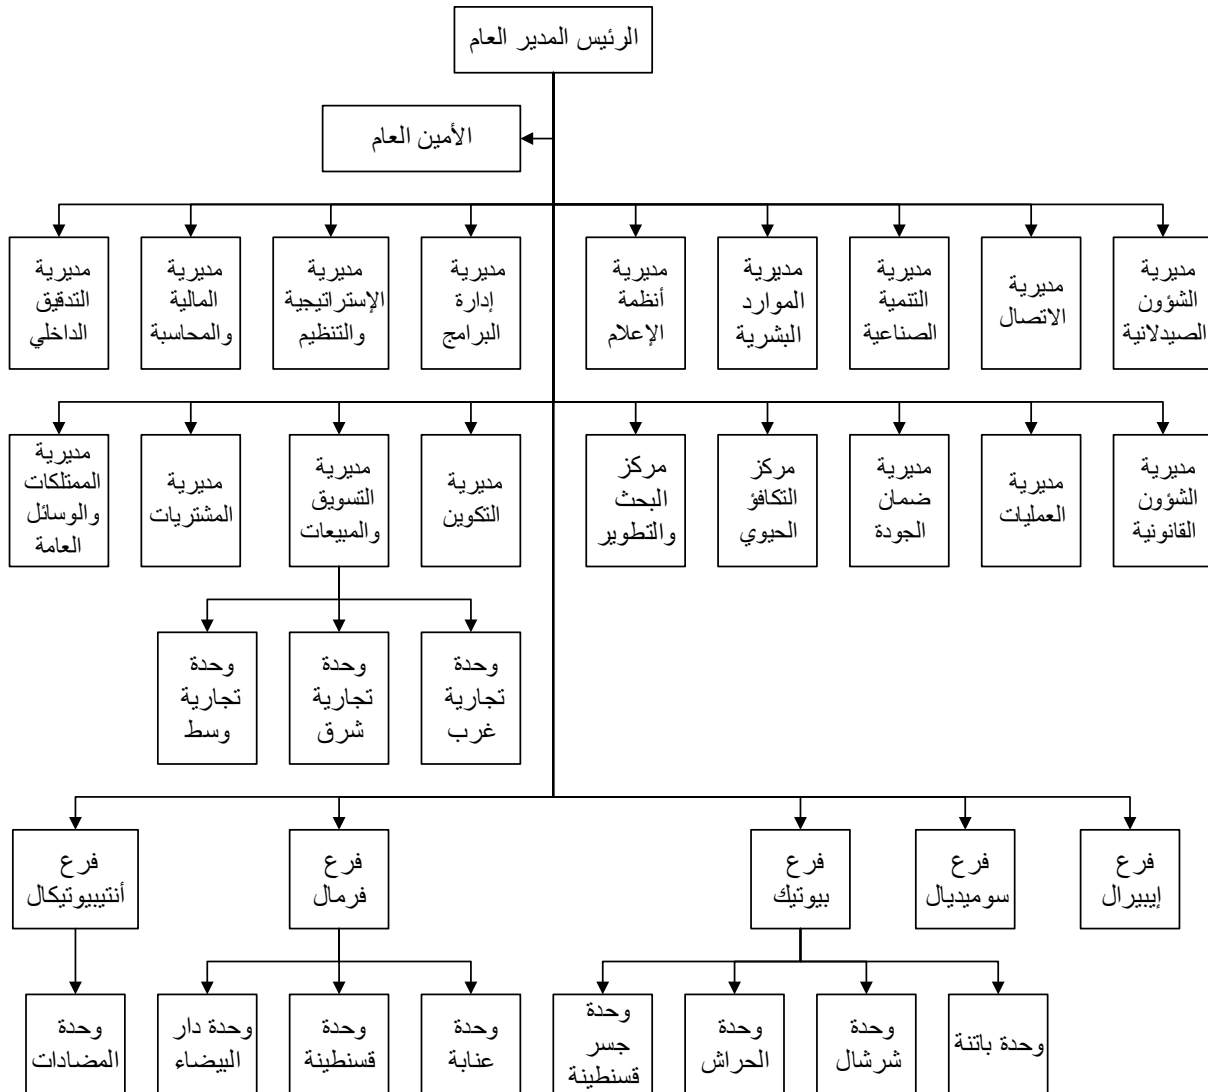 الرئيس المدير العام
الأمين العام
مديرية
الشؤون
الصيدلانية
مديرية
الاتصال
مديرية
التنمية
الصناعية
مديرية
الموارد
البشرية
مديرية
أنظمة
الإعلام
مديرية
إدارة
البرامج
مديرية
الإستراتيجية
والتنظيم
مديرية
المالية
والمحاسبة
مديرية
التدقيق
الداخلي
مديرية
الشؤون
القانونية
مديرية
العمليات
مديرية
ضمان
الجودة
مركز
التكافؤ
الحيوي
مركز
البحث
والتطوير
مديرية
التكوين
مديرية
التسويق
والمبيعات
مديرية
المشتريات
مديرية
الممتلكات
والوسائل
العامة
وحدة
تجارية
غرب
وحدة
تجارية
شرق
وحدة
تجارية
وسط
فرع
إيبيرال
فرع
سوميديال
فرع
بيوتيك
فرع
فرمال
فرع
أنتيبيوتيكال
وحدة باتنة
وحدة
شرشال
وحدة
الحراش
وحدة
جسر
قسنطينة
وحدة
عنابة
وحدة
قسنطينة
وحدة دار
البيضاء
وحدة
المضادات